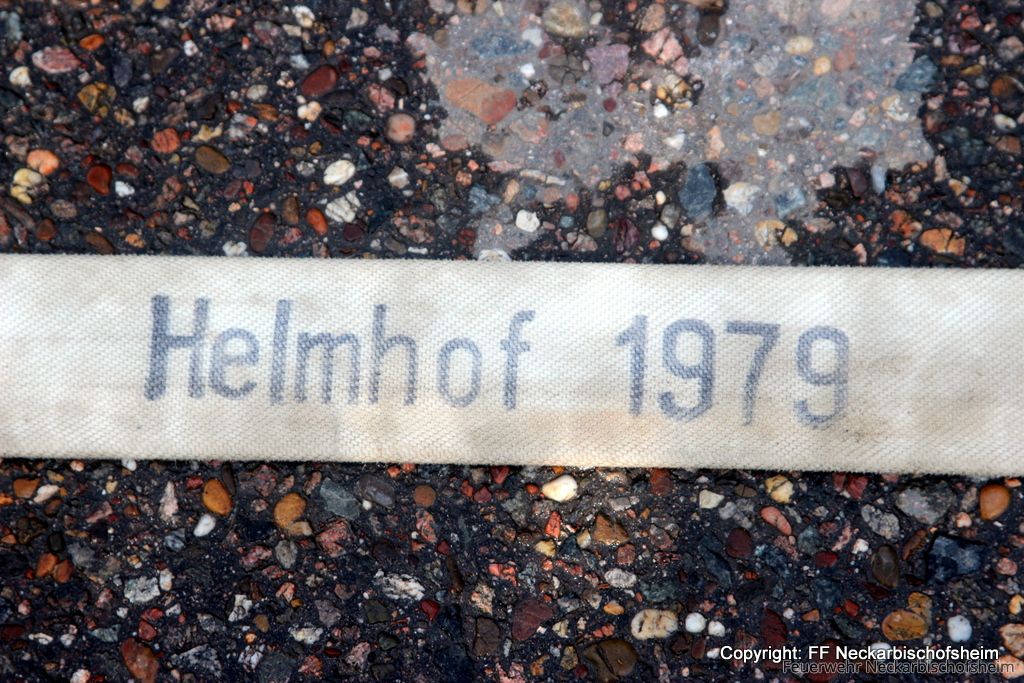 Helmhof 1979
Copyright: FF Neckarbischofsheim
Feuerwehr Neckarbischofsheim